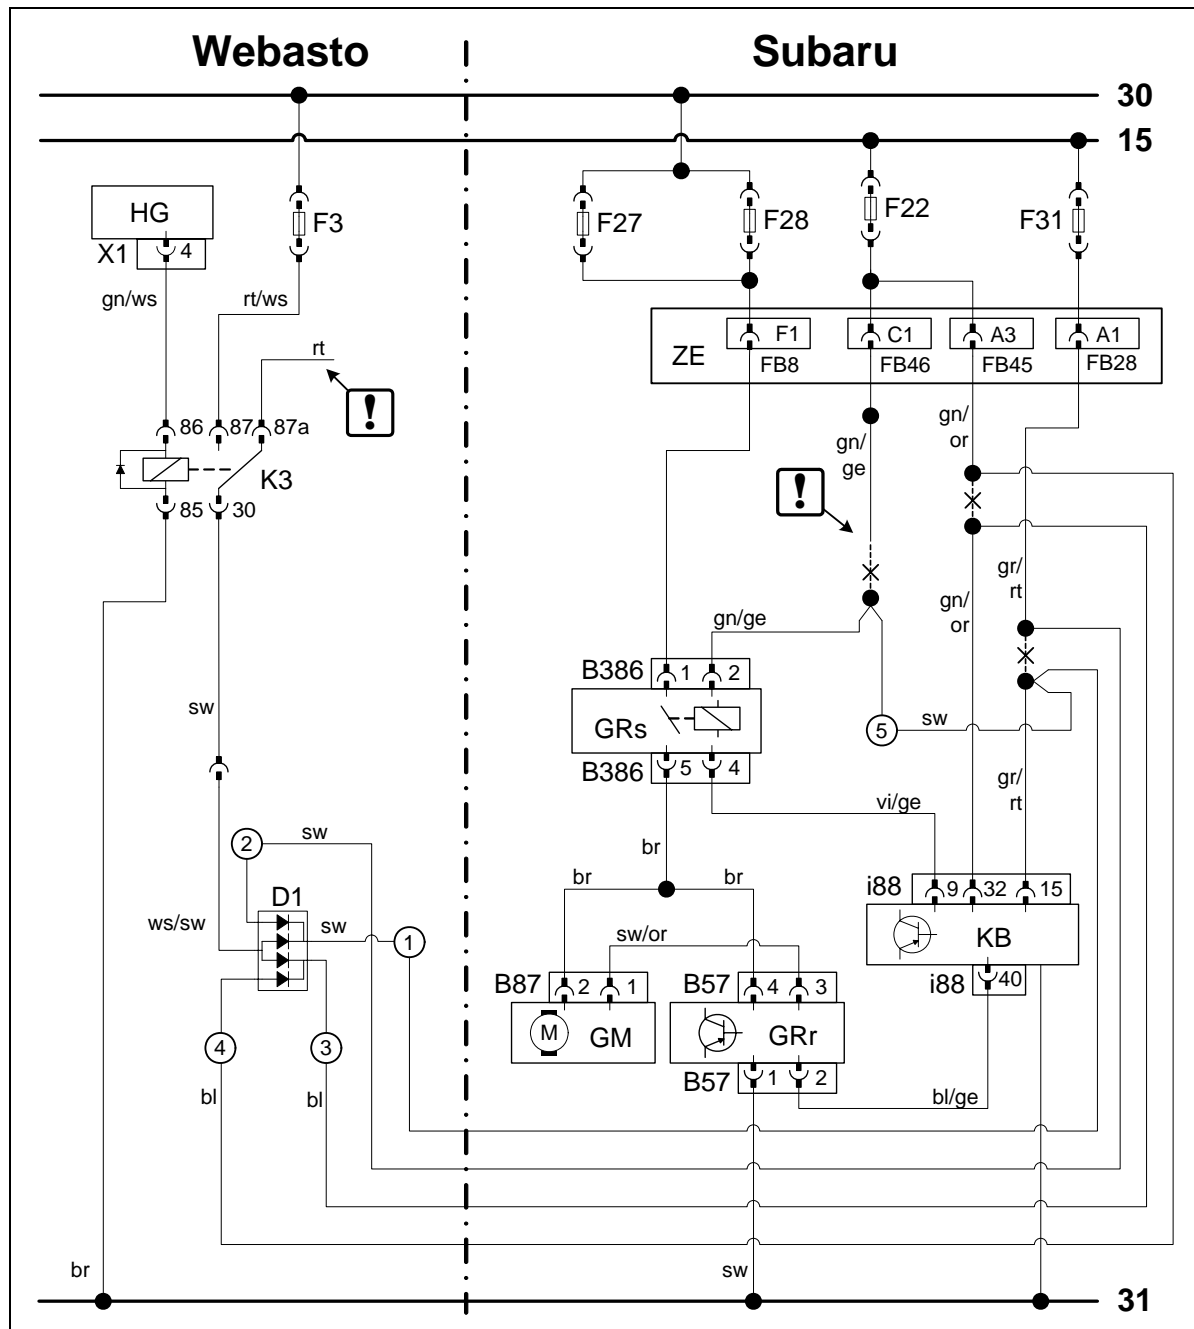 Webasto Subaru
30
15
HG
F3
F27
F28
F22
F31
X1
4
gn/ws
rt/ws
F1
C1
A3
A1
ZE
FB8
FB46
FB45
FB28
rt
!
86
87
87a
gn/
ge
gn/
or
K3
!
85
30
gr/
rt
gn/
or
gn/ge
B386
1
2
sw
GRs
5
sw
B386
5
4
gr/
rt
vi/ge
2
sw
br
br
br
i88
9
32
15
D1
ws/sw
sw
1
sw/or
KB
B87
2
1
B57
4
3
i88
40
M
GM
GRr
4
3
B57
1
2
bl
bl
bl/ge
br
sw
31